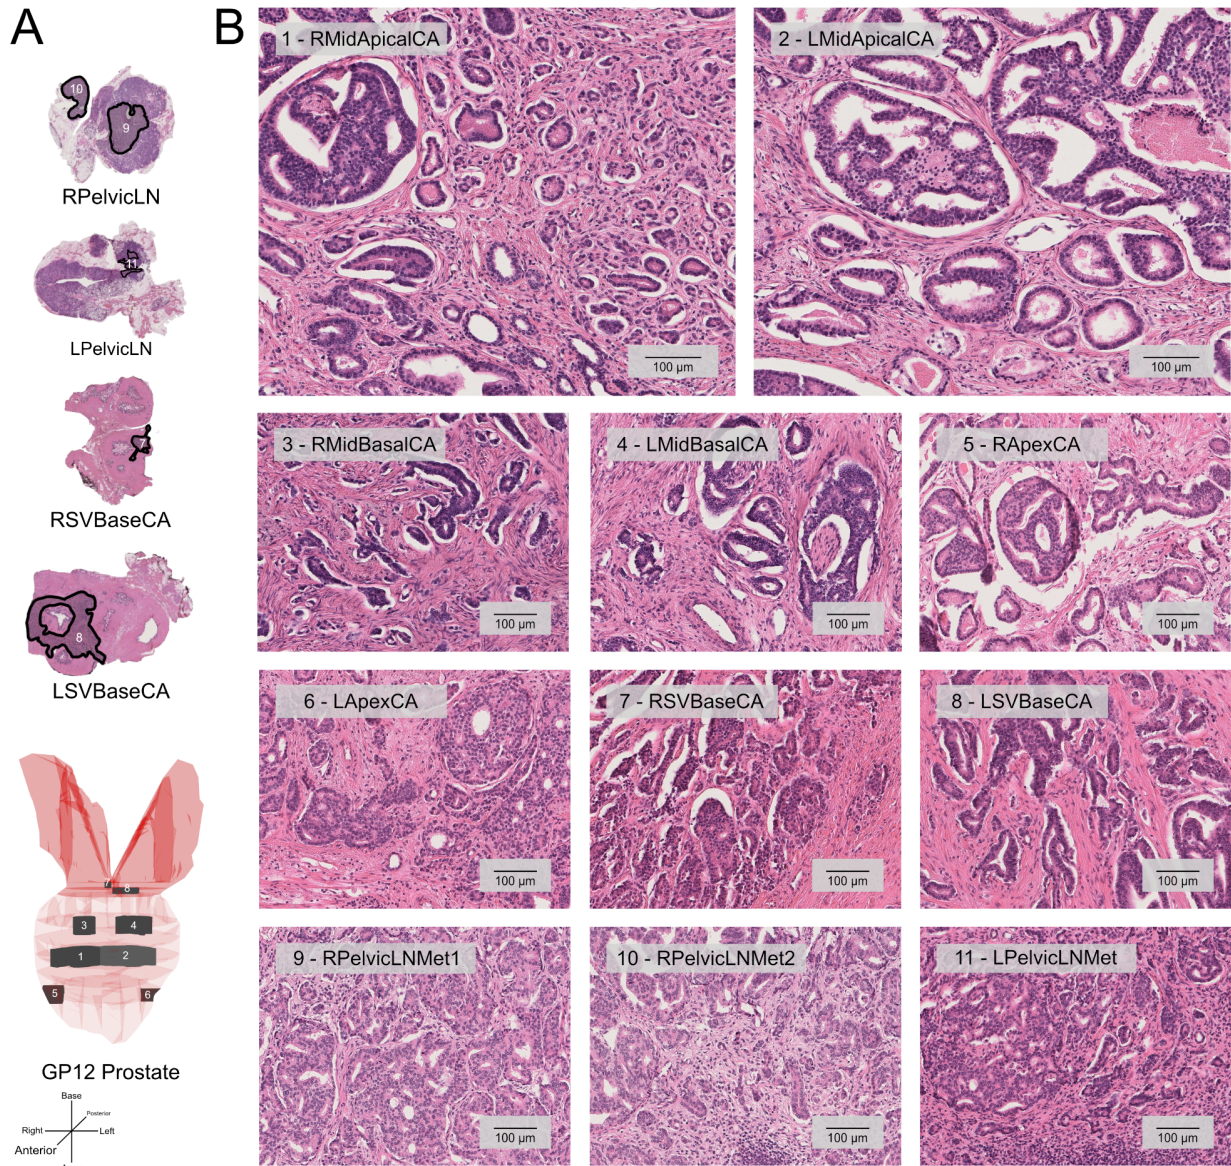 A
10
9
RPelvicLN
11
LPelvicLN
7
RSVBaseCA
8
LSVBaseCA
7
8
3
4
1
2
5
6
GP12 Prostate
Base
Posterior
Right
Left
Anterior
B
1 - RMidApicalCA
100 µm
2 - LMidApicalCA
100 µm
3 - RMidBasalCA
100 µm
4 - LMidBasalCA
100 µm
5 - RApexCA
100 µm
6 - LApexCA
100 µm
7 - RSVBaseCA
100 µm
8 - LSVBaseCA
100 µm
9 - RPelvicLNMet1
100 µm
10 - RPelvicLNMet2
100 µm
11 - LPelvicLNMet
100 µm